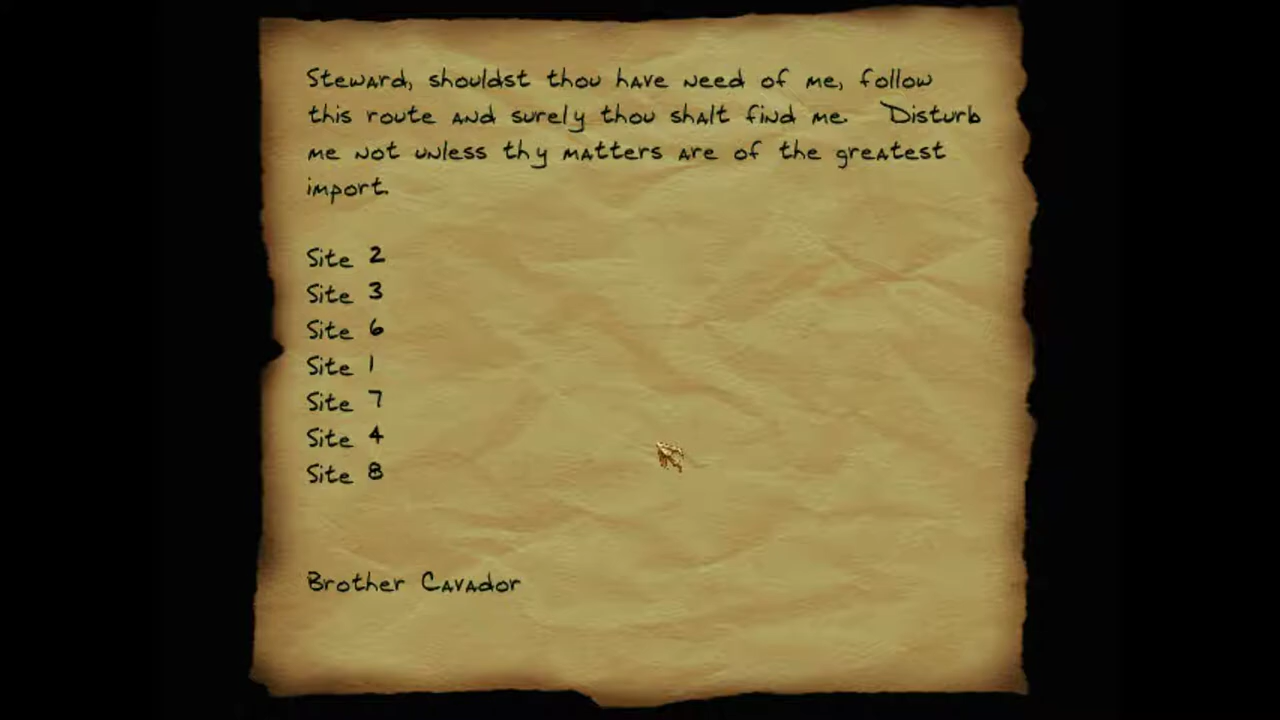 Steward, shouldst thou have need of me, follow
this route and surely thou shalt find me. Disturb
me not unless thy matters are of the greatest
import.
Site 2
Site 3
Site 6
Site 1
Site 7
Site 4
Site 8
Brother Cavador